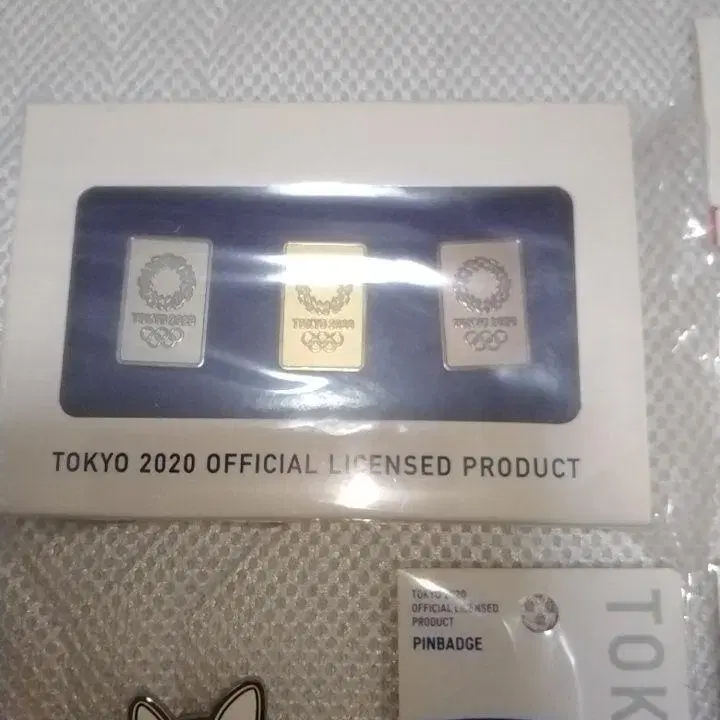 TOKYO 2020
TOKYO 2020
TOKYO 2020
TOKYO 2020 OFFICIAL LICENSED PRODUCT
TOKYO 2020
OFFICIAL LICENSED
PRODUCT
PINBADGE
TOK